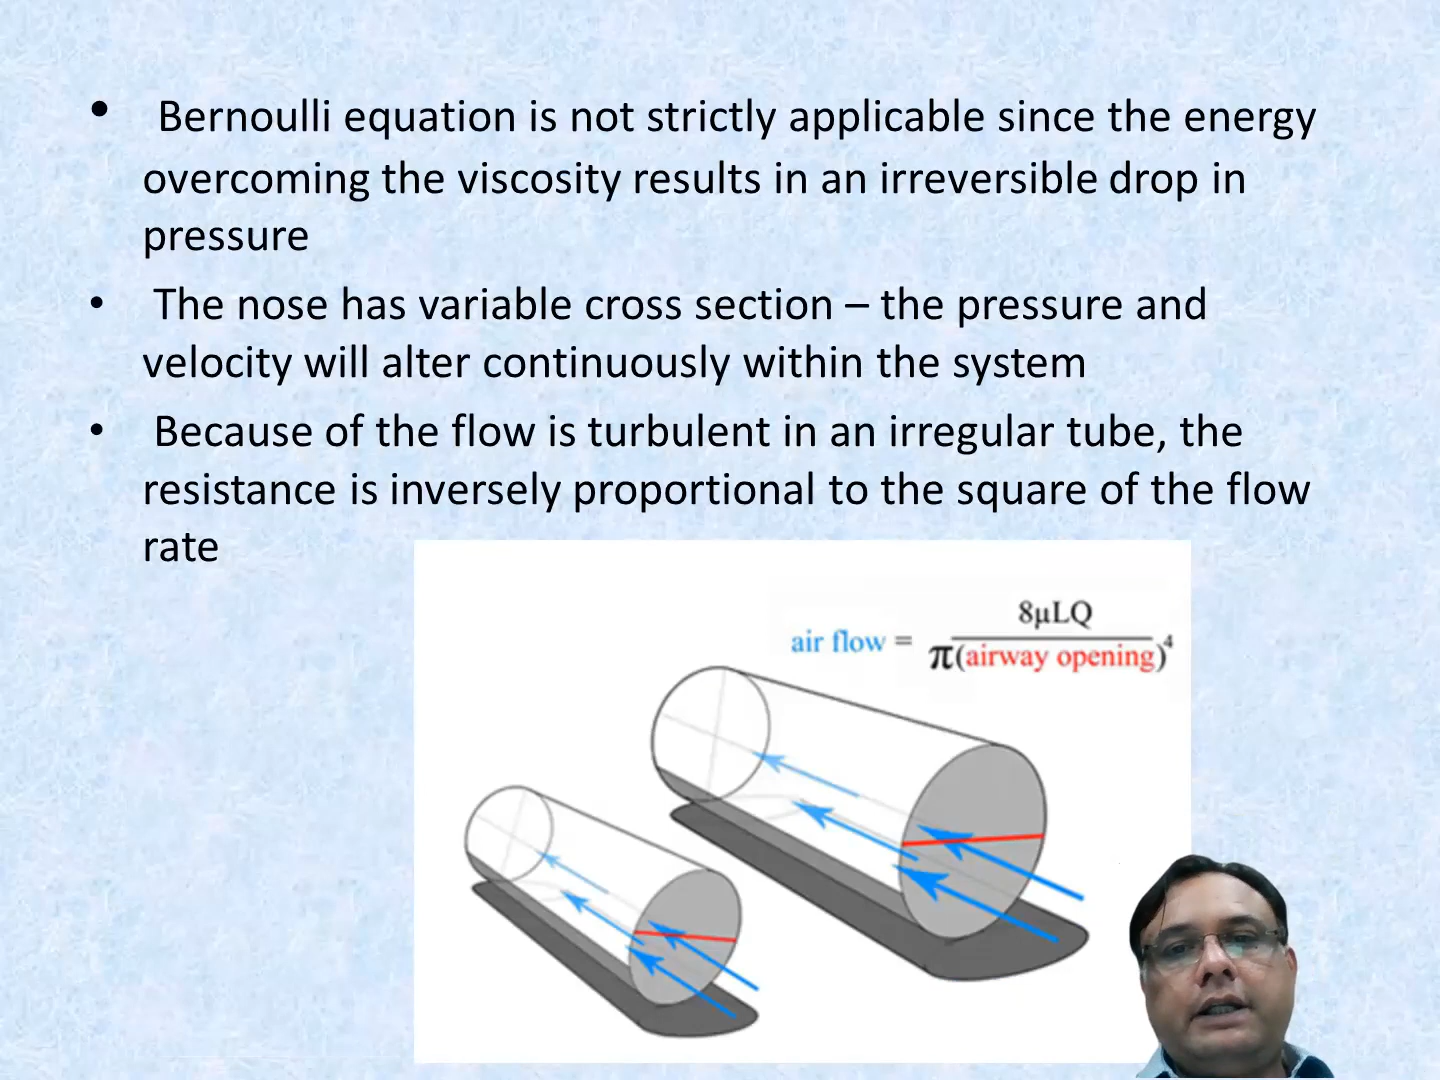 • Bernoulli equation is not strictly applicable since the energy
overcoming the viscosity results in an irreversible drop in
pressure
• The nose has variable cross section – the pressure and
velocity will alter continuously within the system
• Because of the flow is turbulent in an irregular tube, the
resistance is inversely proportional to the square of the flow
rate
8μLQ
air flow =
π(airway opening)⁴